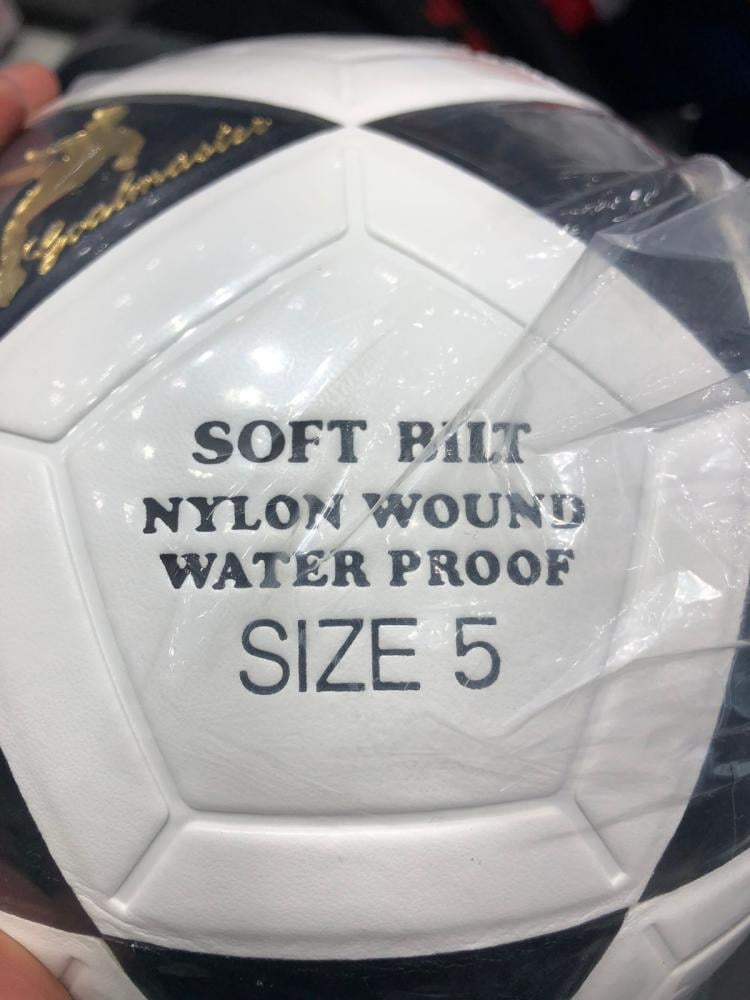 Goalmaster
SOFT BILT
NYLON WOUND
WATER PROOF
SIZE 5